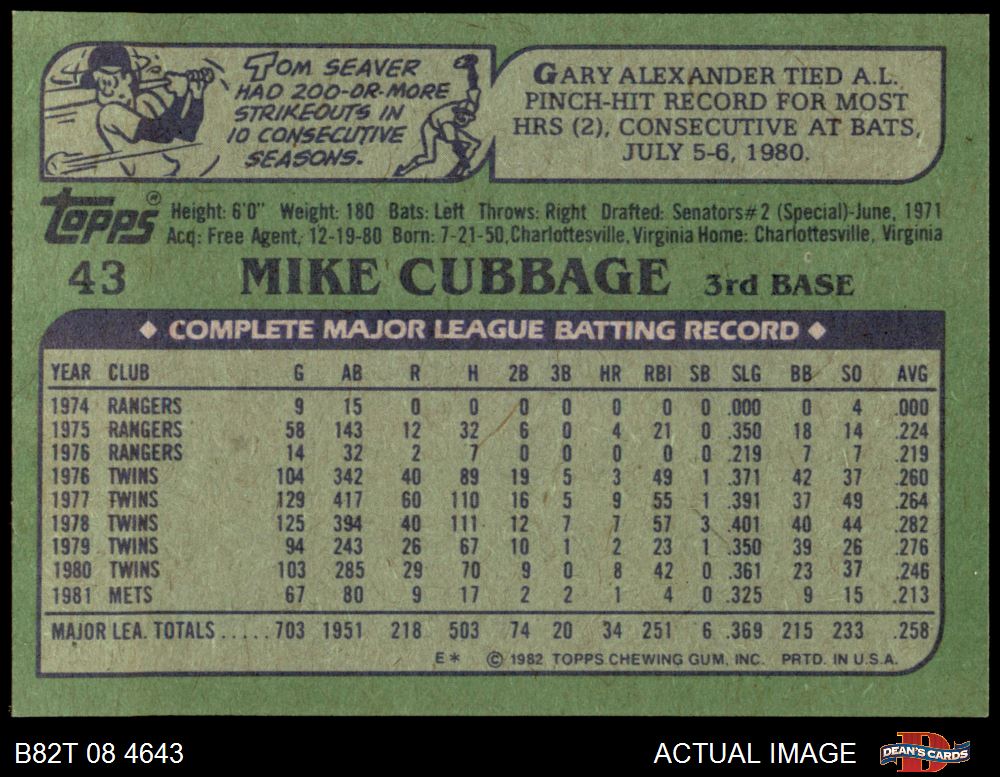 TOM SEAVER
HAD 200-OR-MORE
STRIKEOUTS IN
10 CONSECUTIVE
SEASONS.
GARY ALEXANDER TIED A.L.
PINCH-HIT RECORD FOR MOST
HRS (2), CONSECUTIVE AT BATS,
JULY 5-6, 1980.
Topps ®
Height: 6'0" Weight: 180 Bats: Left Throws: Right Drafted: Senators #2 (Special)-June, 1971
Acq: Free Agent, 12-19-80 Born: 7-21-50, Charlottesville, Virginia Home: Charlottesville, Virginia
43 MIKE CUBBAGE 3rd BASE
◆ COMPLETE MAJOR LEAGUE BATTING RECORD ◆
YEAR CLUB G AB R H 2B 3B HR RBI SB SLG BB SO AVG
1974 RANGERS 9 15 0 0 0 0 0 0 0 .000 0 4 .000
1975 RANGERS 58 143 12 32 6 0 4 21 0 .350 18 14 .224
1976 RANGERS 14 32 2 7 0 0 0 0 0 .219 7 7 .219
1976 TWINS 104 342 40 89 19 5 3 49 1 .371 42 37 .260
1977 TWINS 129 417 60 110 16 5 9 55 1 .391 37 49 .264
1978 TWINS 125 394 40 111 12 7 7 57 3 .401 40 44 .282
1979 TWINS 94 243 26 67 10 1 2 23 1 .350 39 26 .276
1980 TWINS 103 285 29 70 9 0 8 42 0 .361 23 37 .246
1981 METS 67 80 9 17 2 2 1 4 0 .325 9 15 .213
MAJOR LEA. TOTALS ..... 703 1951 218 503 74 20 34 251 6 .369 215 233 .258
E* © 1982 TOPPS CHEWING GUM, INC. PRTD. IN U.S.A.
B82T 08 4643 ACTUAL IMAGE DEAN'S CARDS